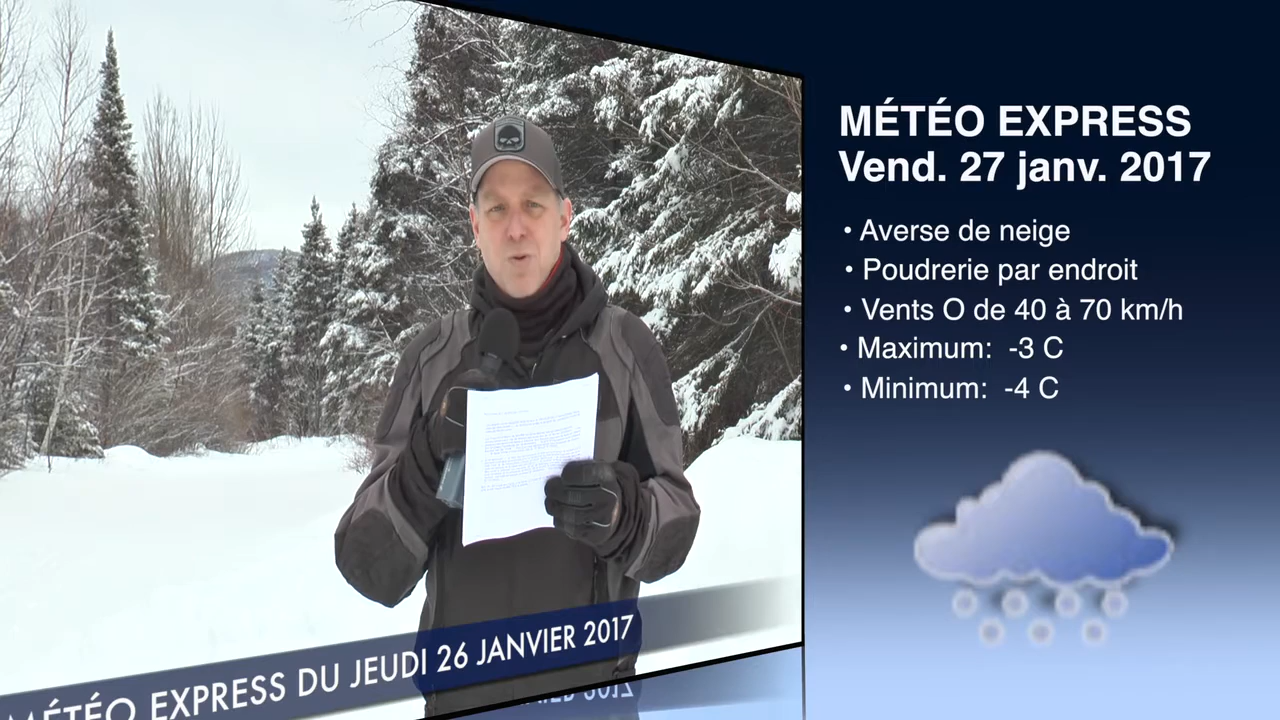 MÉTÉO EXPRESS
Vend. 27 janv. 2017
• Averse de neige
• Poudrerie par endroit
• Vents O de 40 à 70 km/h
• Maximum: -3 C
• Minimum: -4 C
MÉTÉO EXPRESS DU JEUDI 26 JANVIER 2017